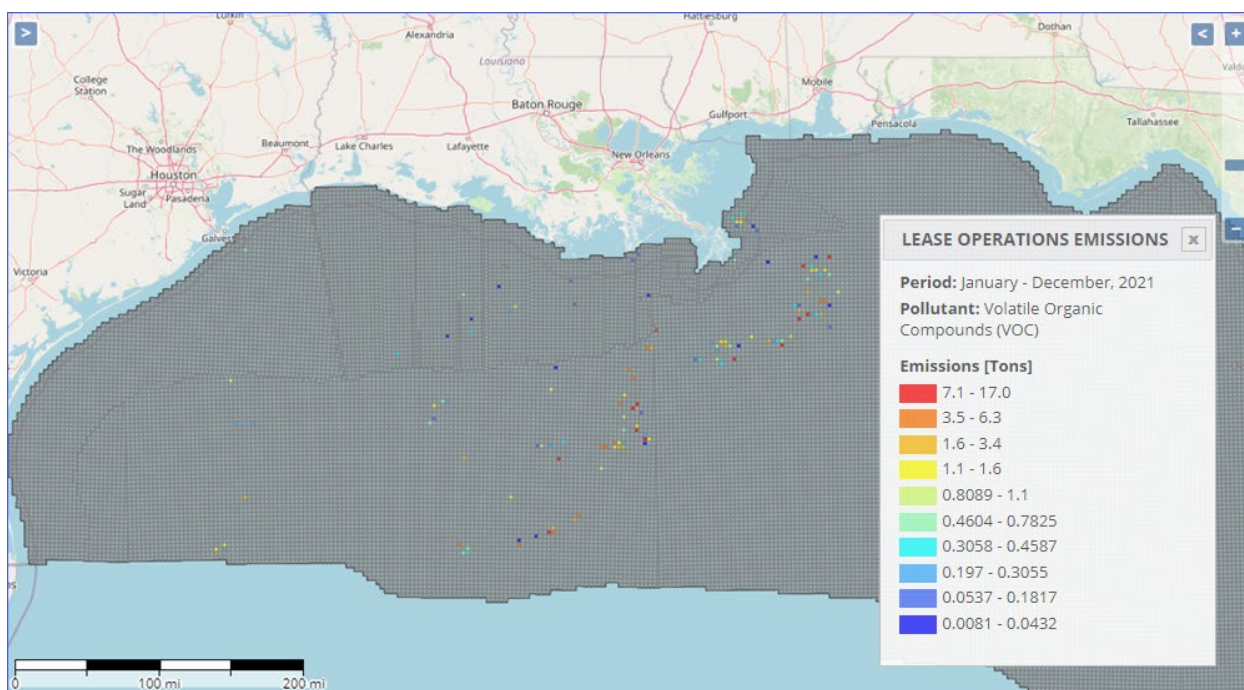 Lufkin
Alexandria
Hattiesburg
Dothan
>
<
+
College
Station
Louisiana
Mobile
Valdo
Baton Rouge
Gulfport
Pensacola
Tallahassee
The Woodlands
Beaumont
Lake Charles
Lafayette
New Orleans
Houston
Sugar
Land
Pasadena
Galves
Victoria
−
LEASE OPERATIONS EMISSIONS
x
Period: January - December, 2021
Pollutant: Volatile Organic
Compounds (VOC)
Emissions [Tons]
7.1 - 17.0
3.5 - 6.3
1.6 - 3.4
1.1 - 1.6
0.8089 - 1.1
0.4604 - 0.7825
0.3058 - 0.4587
0.197 - 0.3055
0.0537 - 0.1817
0.0081 - 0.0432
0
100 mi
200 mi